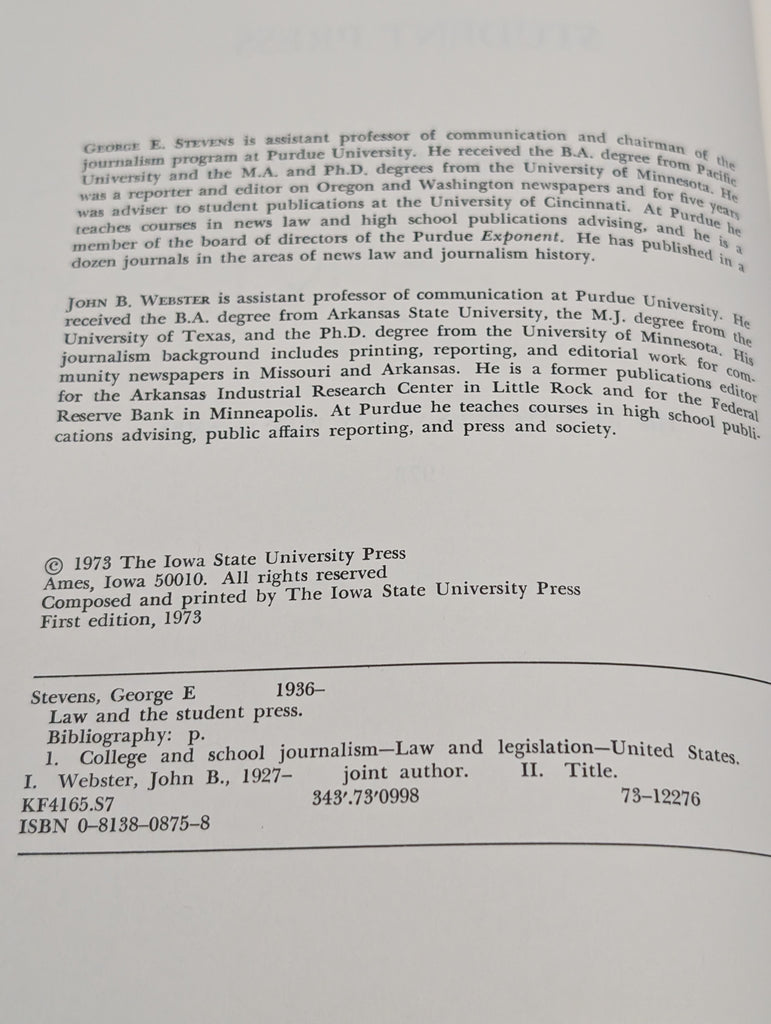 GEORGE E. STEVENS is assistant professor of communication and chairman of the
journalism program at Purdue University. He received the B.A. degree from Pacific
University and the M.A. and Ph.D. degrees from the University of Minnesota. He
was a reporter and editor on Oregon and Washington newspapers and for five years
was adviser to student publications at the University of Cincinnati. At Purdue he
teaches courses in news law and high school publications advising, and he is a
member of the board of directors of the Purdue Exponent. He has published in a
dozen journals in the areas of news law and journalism history.
JOHN B. WEBSTER is assistant professor of communication at Purdue University. He
received the B.A. degree from Arkansas State University, the M.J. degree from the
University of Texas, and the Ph.D. degree from the University of Minnesota. His
journalism background includes printing, reporting, and editorial work for com-
munity newspapers in Missouri and Arkansas. He is a former publications editor
for the Arkansas Industrial Research Center in Little Rock and for the Federal
Reserve Bank in Minneapolis. At Purdue he teaches courses in high school publi-
cations advising, public affairs reporting, and press and society.
© 1973 The Iowa State University Press
Ames, Iowa 50010. All rights reserved
Composed and printed by The Iowa State University Press
First edition, 1973
Stevens, George E 1936–
Law and the student press.
Bibliography: p.
1. College and school journalism—Law and legislation—United States.
I. Webster, John B., 1927– joint author. II. Title.
KF4165.S7 343′.73′0998 73–12276
ISBN 0–8138–0875–8